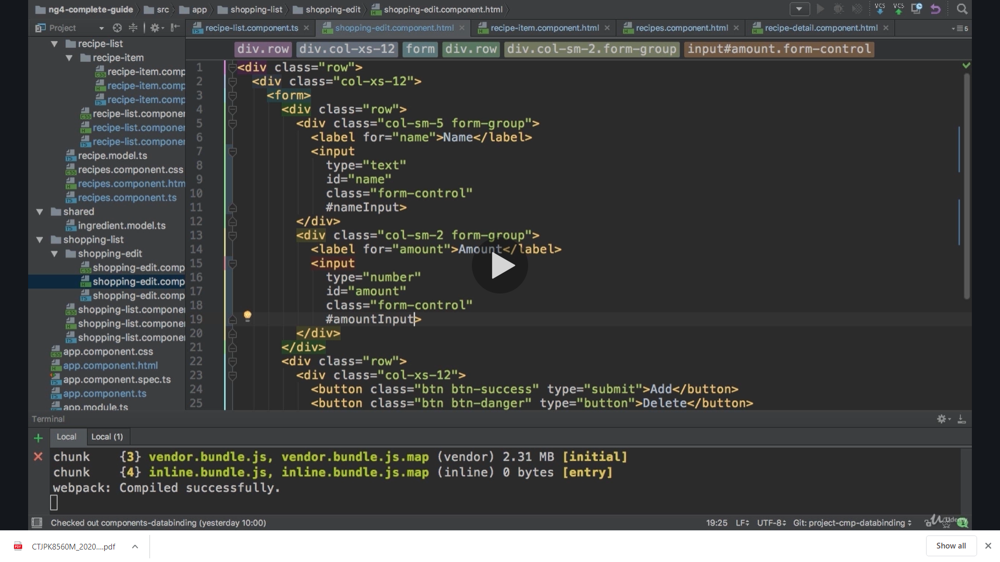 ng4-complete-guide src app shopping-list shopping-edit shopping-edit.component.html
VCS VCS
Project
recipe-list.component.ts shopping-edit.component.html recipe-item.component.html recipes.component.html recipe-detail.component.html
5
recipe-list
recipe-item
recipe-item.comp
recipe-item.comp
recipe-item.comp
recipe-list.componer
recipe-list.componer
recipe-list.componer
recipe.model.ts
recipes.component.css
recipes.component.htm
recipes.component.ts
shared
ingredient.model.ts
shopping-list
shopping-edit
shopping-edit.comp
shopping-edit.comp
shopping-edit.comp
shopping-list.componer
shopping-list.componer
shopping-list.componer
app.component.css
app.component.html
app.component.spec.ts
app.component.ts
app.module.ts
div.row div.col-xs-12 form div.row div.col-sm-2.form-group input#amount.form-control
1 <div class="row">
2 <div class="col-xs-12">
3 <form>
4 <div class="row">
5 <div class="col-sm-5 form-group">
6 <label for="name">Name</label>
7 <input
8 type="text"
9 id="name"
10 class="form-control"
11 #nameInput>
12 </div>
13 <div class="col-sm-2 form-group">
14 <label for="amount">Amount</label>
15 <input
16 type="number"
17 id="amount"
18 class="form-control"
19 #amountInput>
20 </div>
21 </div>
22 <div class="row">
23 <div class="col-xs-12">
24 <button class="btn btn-success" type="submit">Add</button>
25 <button class="btn btn-danger" type="button">Delete</button>
Terminal
Local Local (1)
chunk {3} vendor.bundle.js, vendor.bundle.js.map (vendor) 2.31 MB [initial]
chunk {4} inline.bundle.js, inline.bundle.js.map (inline) 0 bytes [entry]
webpack: Compiled successfully.
Checked out components-databinding (yesterday 10:00)
19:25 LF UTF-8 Git: project-cmp-databinding
Udemy
CTJPK8560M_2020....pdf
Show all